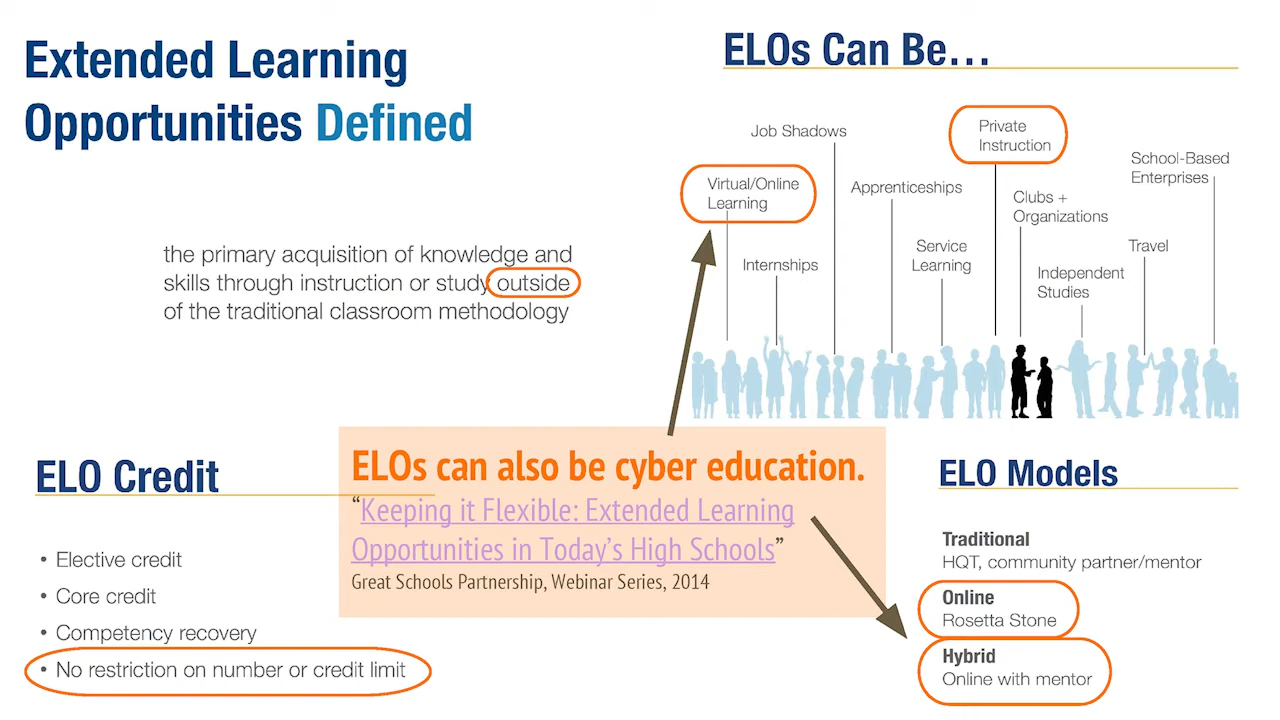 Extended Learning
Opportunities Defined
the primary acquisition of knowledge and
skills through instruction or study outside
of the traditional classroom methodology
ELOs Can Be…
Job Shadows
Private
Instruction
School-Based
Enterprises
Virtual/Online
Learning
Apprenticeships
Clubs +
Organizations
Internships
Service
Learning
Travel
Independent
Studies
ELO Credit
• Elective credit
• Core credit
• Competency recovery
• No restriction on number or credit limit
ELOs can also be cyber education.
“Keeping it Flexible: Extended Learning
Opportunities in Today’s High Schools”
Great Schools Partnership, Webinar Series, 2014
ELO Models
Traditional
HQT, community partner/mentor
Online
Rosetta Stone
Hybrid
Online with mentor